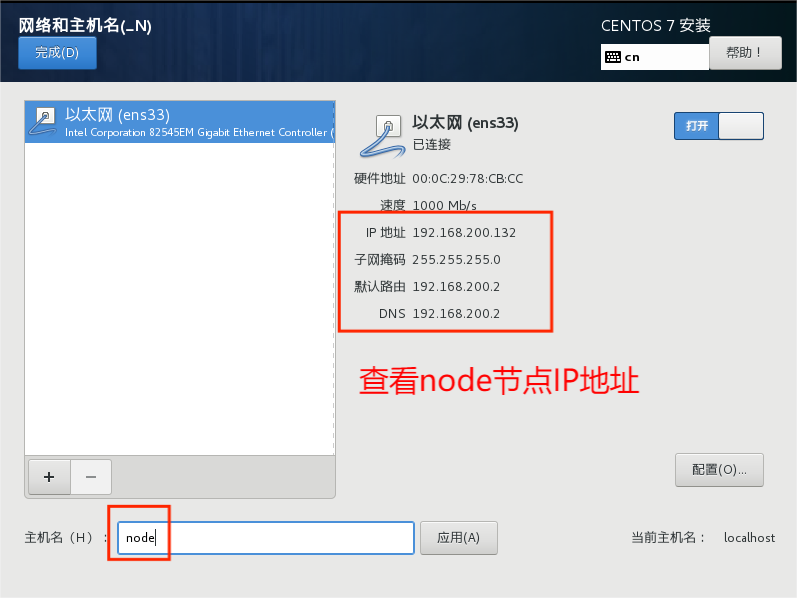 网络和主机名(_N)
CENTOS 7 安装
完成(D)
cn
帮助！
以太网 (ens33)
Intel Corporation 82545EM Gigabit Ethernet Controller (
以太网 (ens33)
已连接
打开
硬件地址 00:0C:29:78:CB:CC
速度 1000 Mb/s
IP 地址 192.168.200.132
子网掩码 255.255.255.0
默认路由 192.168.200.2
DNS 192.168.200.2
查看node节点IP地址
+
−
配置(O)...
主机名（H）：
node
应用(A)
当前主机名： localhost